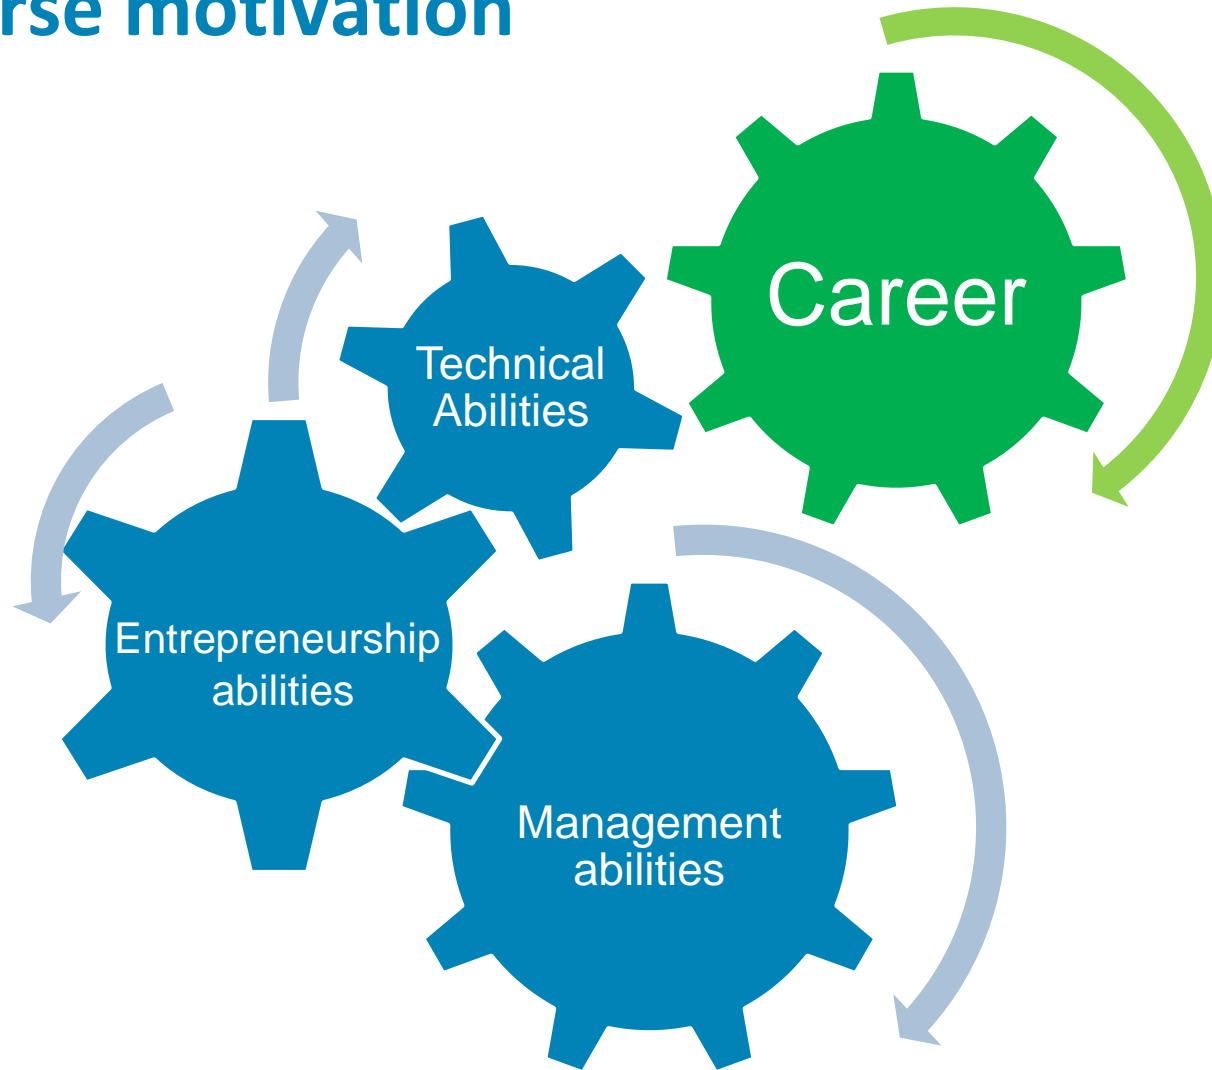 rse motivation
Career
Technical
Abilities
Entrepreneurship
abilities
Management
abilities